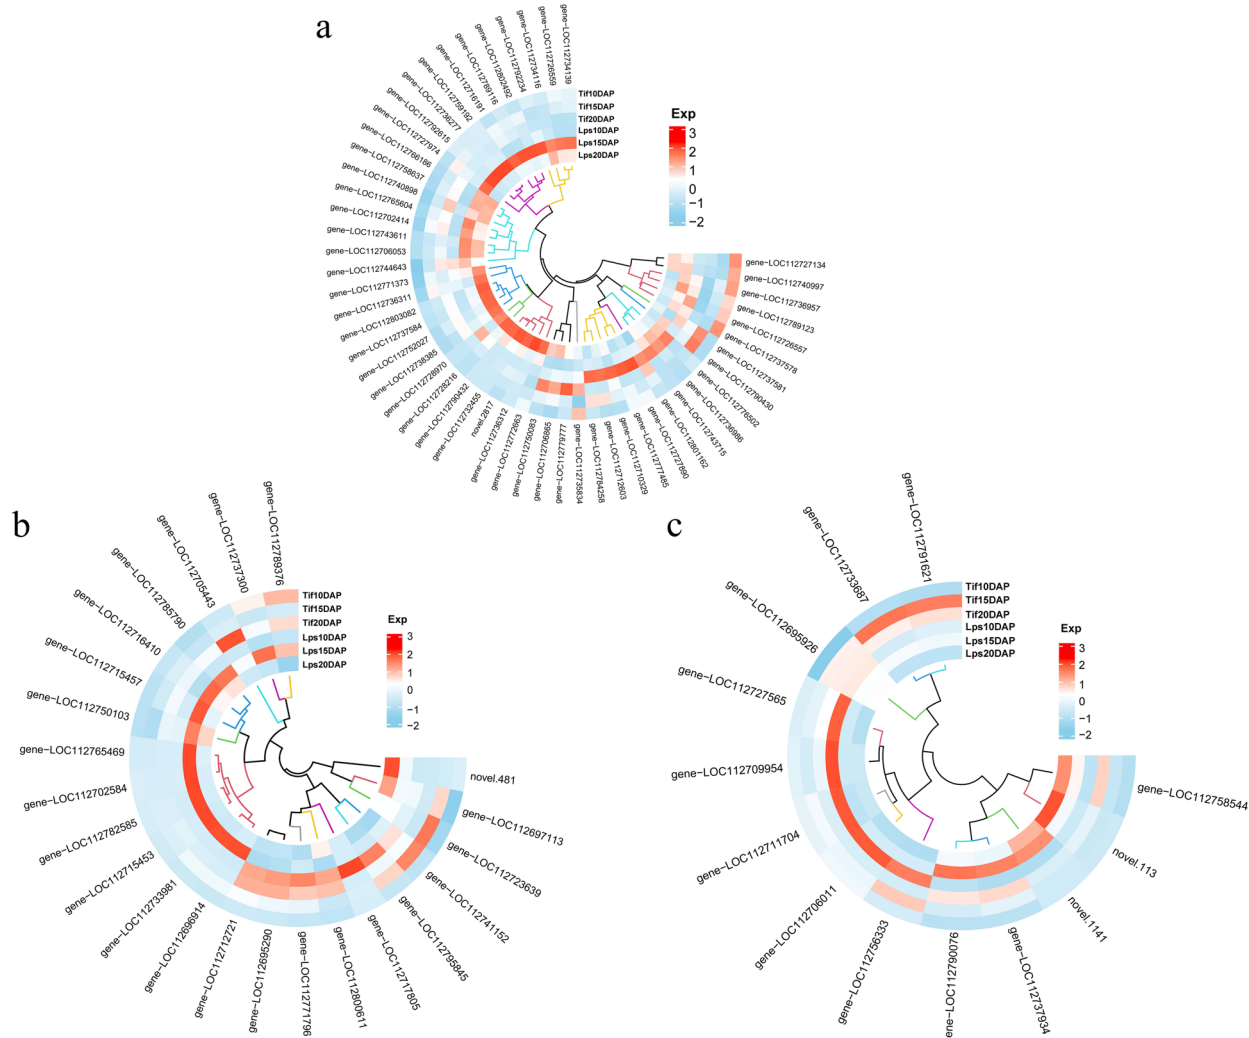 a
gene-LOC112734139
gene-LOC112726559
gene-LOC112734116
gene-LOC112792234
gene-LOC112802492
gene-LOC112789116
gene-LOC112716191
gene-LOC112759192
gene-LOC112736277
gene-LOC112792615
gene-LOC112727974
gene-LOC112766186
gene-LOC112758637
gene-LOC112740898
gene-LOC112765604
gene-LOC112702414
gene-LOC112743611
gene-LOC112706053
gene-LOC112744643
gene-LOC112771373
gene-LOC112736311
gene-LOC112803082
gene-LOC112737584
gene-LOC112752027
gene-LOC112738385
gene-LOC112728970
gene-LOC112728216
gene-LOC112790432
gene-LOC112732455
novel.2817
gene-LOC112736312
gene-LOC112772663
gene-LOC112750083
gene-LOC112706865
gene-LOC112776777
gene-LOC112735834
gene-LOC112784258
gene-LOC112712603
gene-LOC112710329
gene-LOC112777485
gene-LOC112727690
gene-LOC112801162
gene-LOC112743715
gene-LOC112736986
gene-LOC112776502
gene-LOC112790430
gene-LOC112737581
gene-LOC112737578
gene-LOC112726557
gene-LOC112789123
gene-LOC112736957
gene-LOC112740997
gene-LOC112727134
Tif10DAP
Tif15DAP
Tif20DAP
Lps10DAP
Lps15DAP
Lps20DAP
Exp
3
2
1
0
−1
−2
b
gene-LOC112789376
gene-LOC112737300
gene-LOC112705443
gene-LOC112785790
gene-LOC112716410
gene-LOC112715457
gene-LOC112750103
gene-LOC112765469
gene-LOC112702584
gene-LOC112782585
gene-LOC112715453
gene-LOC112733981
gene-LOC112696914
gene-LOC112712721
gene-LOC112695290
gene-LOC112771796
gene-LOC112800611
gene-LOC112717805
gene-LOC112795845
gene-LOC112741152
gene-LOC112723639
gene-LOC112697113
novel.481
Tif10DAP
Tif15DAP
Tif20DAP
Lps10DAP
Lps15DAP
Lps20DAP
Exp
3
2
1
0
−1
−2
c
gene-LOC112791621
gene-LOC112733687
gene-LOC112695926
gene-LOC112727565
gene-LOC112709954
gene-LOC112711704
gene-LOC112706011
gene-LOC112756333
ene-LOC112790076
gene-LOC112737934
novel.1141
novel.113
gene-LOC112758544
Tif10DAP
Tif15DAP
Tif20DAP
Lps10DAP
Lps15DAP
Lps20DAP
Exp
3
2
1
0
−1
−2